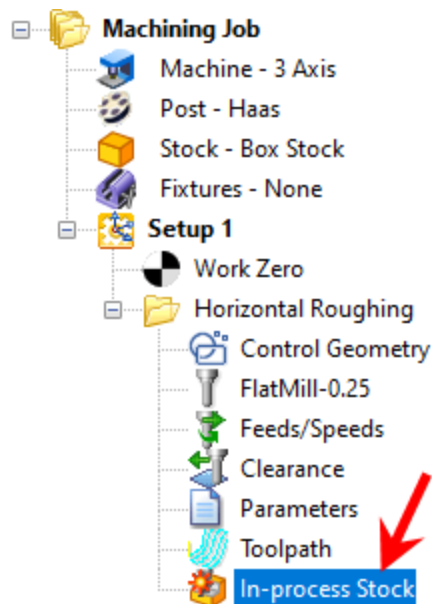 Machining Job
Machine - 3 Axis
Post - Haas
Stock - Box Stock
Fixtures - None
Setup 1
Work Zero
Horizontal Roughing
Control Geometry
FlatMill-0.25
Feeds/Speeds
Clearance
Parameters
Toolpath
In-process Stock